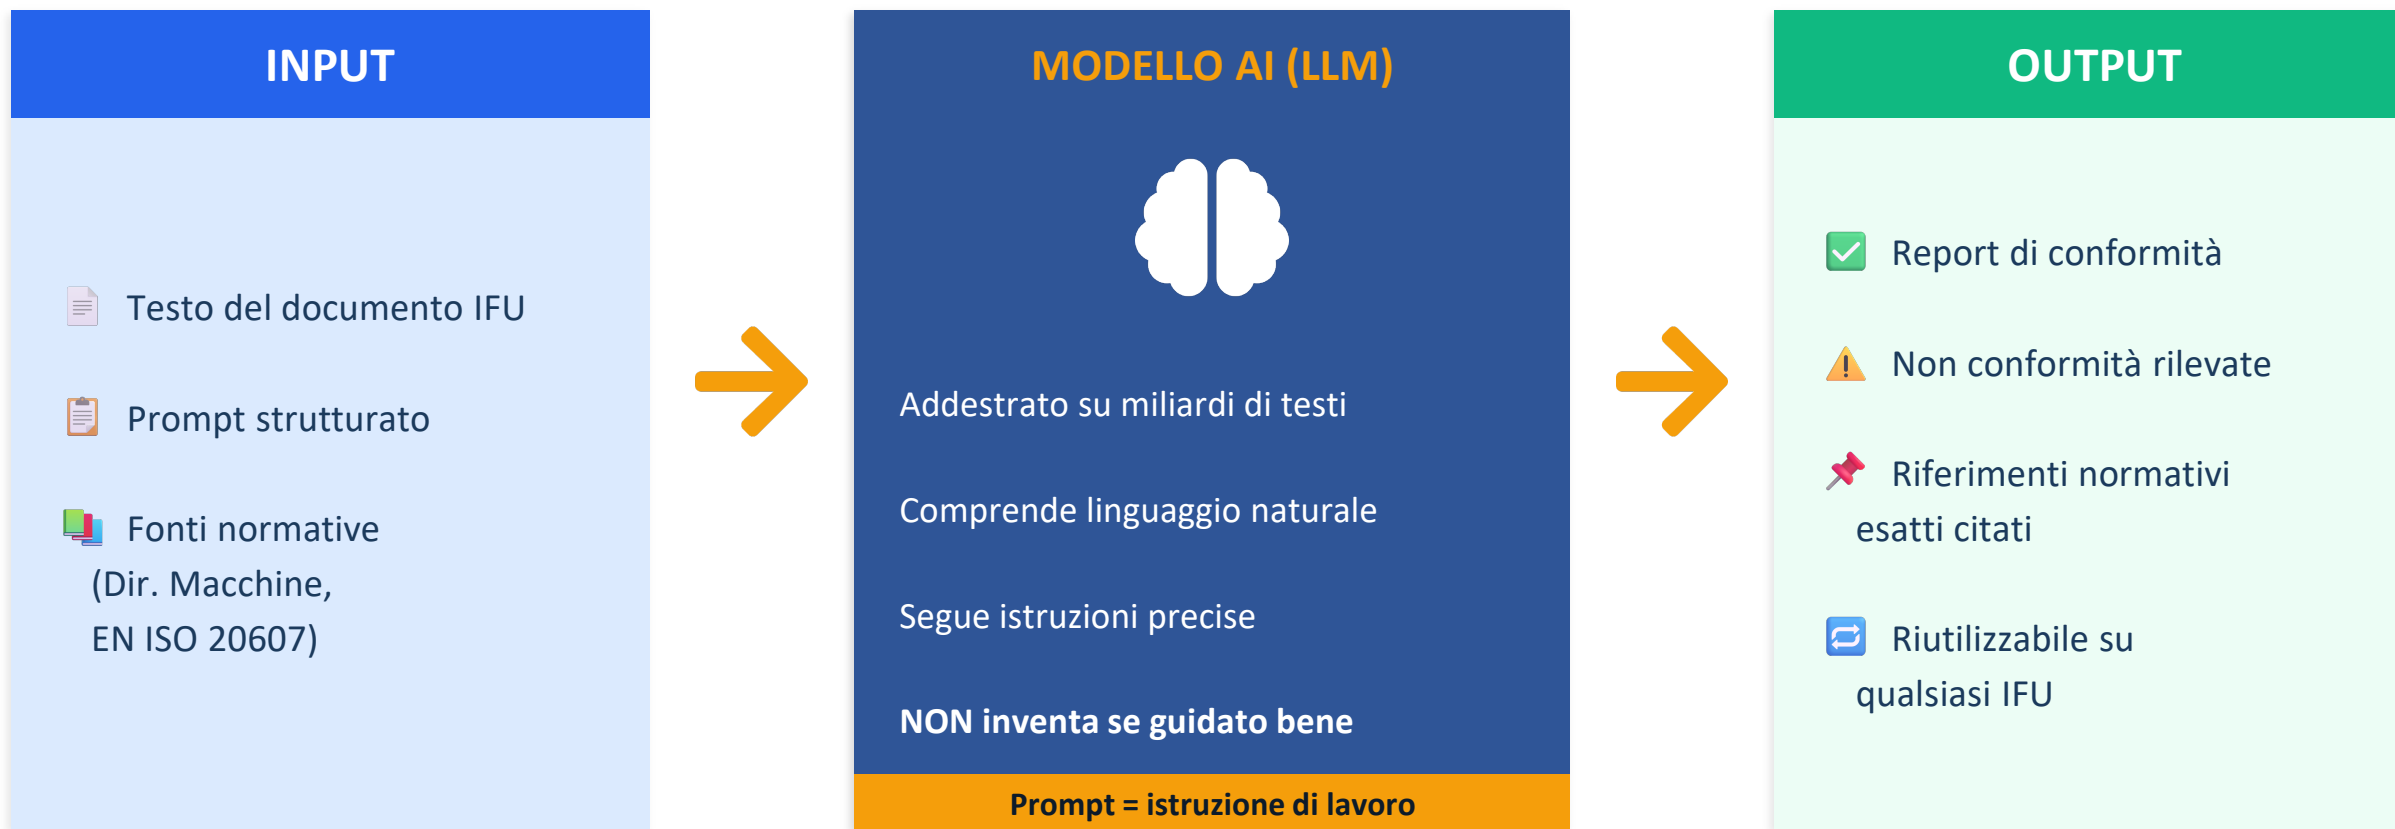 INPUT
Testo del documento IFU
Prompt strutturato
Fonti normative
(Dir. Macchine,
EN ISO 20607)
MODELLO AI (LLM)
Addestrato su miliardi di testi
Comprende linguaggio naturale
Segue istruzioni precise
NON inventa se guidato bene
Prompt = istruzione di lavoro
OUTPUT
Report di conformità
Non conformità rilevate
Riferimenti normativi
esatti citati
Riutilizzabile su
qualsiasi IFU